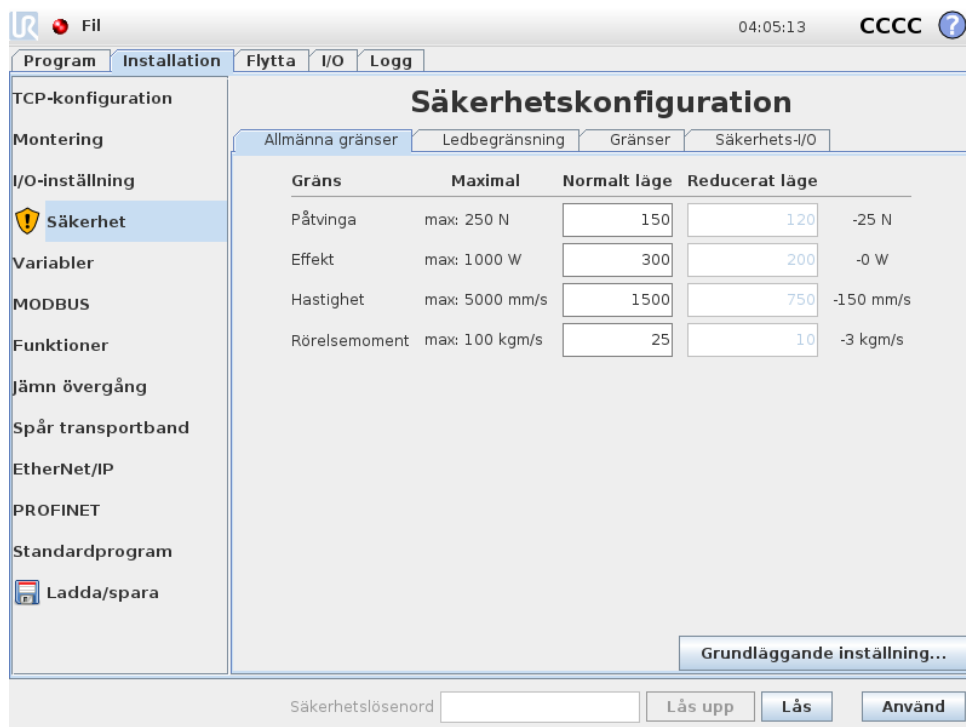 UR Fil 04:05:13 CCCC ?
Program Installation Flytta I/O Logg
TCP-konfiguration
Montering
I/O-inställning
Säkerhet
Variabler
MODBUS
Funktioner
Jämn övergång
Spår transportband
EtherNet/IP
PROFINET
Standardprogram
Ladda/spara
Säkerhetskonfiguration
Allmänna gränser Ledbegränsning Gränser Säkerhets-I/O
Gräns Maximal Normalt läge Reducerat läge
Påtvinga max: 250 N 150 120 -25 N
Effekt max: 1000 W 300 200 -0 W
Hastighet max: 5000 mm/s 1500 750 -150 mm/s
Rörelsemoment max: 100 kgm/s 25 10 -3 kgm/s
Grundläggande inställning...
Säkerhetslösenord Lås upp Lås Använd